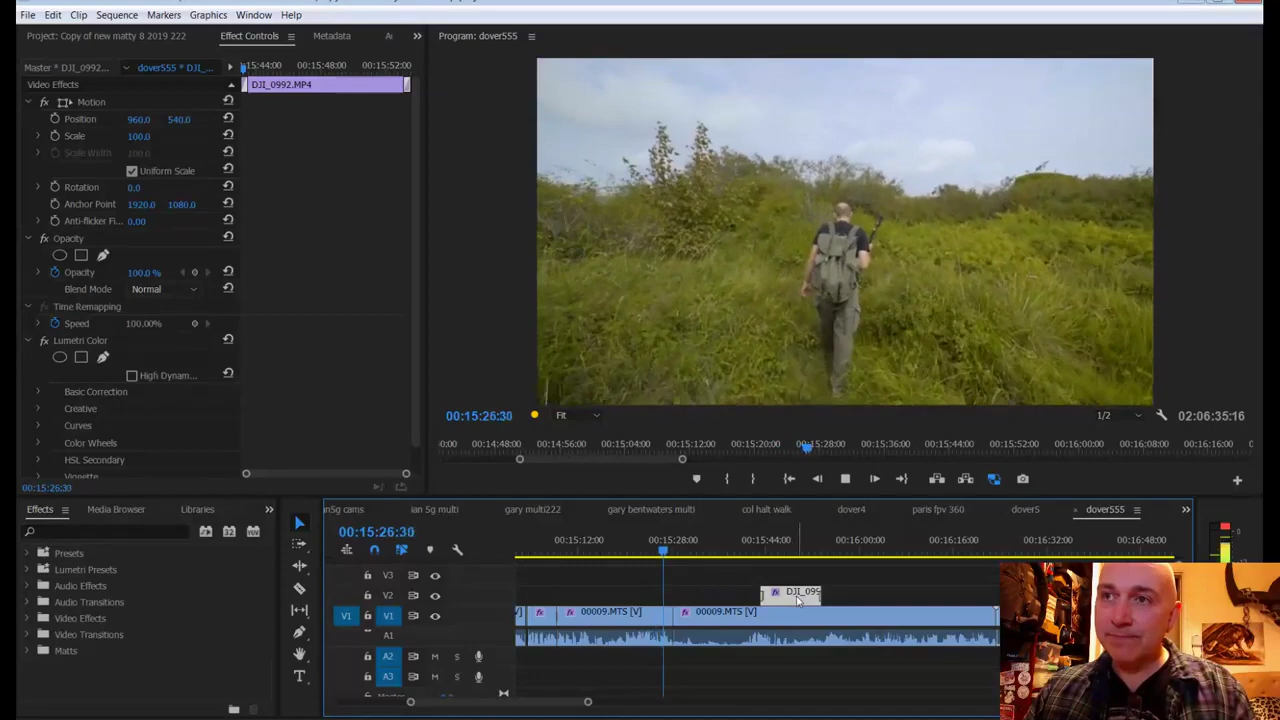 File Edit Clip Sequence Markers Graphics Window Help
Project: Copy of new matty 8 2019 222 Effect Controls Metadata
Program: dover555
Master * DJI_0992... dover555 * DJI_...
15:44:00 00:15:48:00 00:15:52:00
Video Effects
DJI_0992.MP4
fx Motion
Position 960.0 540.0
Scale 100.0
Scale Width 100.0
Uniform Scale
Rotation 0.0
Anchor Point 1920.0 1080.0
Anti-flicker Fi... 0.00
fx Opacity
Opacity 100.0 %
Blend Mode Normal
Time Remapping
Speed 100.00%
fx Lumetri Color
High Dynam...
Basic Correction
Creative
Curves
Color Wheels
HSL Secondary
Vignette
00:15:26:30
00:15:26:30 Fit 1/2 02:06:35:16
0:00 00:14:48:00 00:14:56:00 00:15:04:00 00:15:12:00 00:15:20:00 00:15:28:00 00:15:36:00 00:15:44:00 00:15:52:00 00:16:00:00 00:16:08:00 00:16:16:00
Effects Media Browser Libraries
Presets
Lumetri Presets
Audio Effects
Audio Transitions
Video Effects
Video Transitions
Matts
an5g cams ian 5g multi gary multi222 gary bentwaters multi col halt walk dover4 paris fpv 360 dover5 dover555
00:15:26:30
00:15:12:00 00:15:28:00 00:15:44:00 00:16:00:00 00:16:16:00 00:16:32:00 00:16:48:00
V3
V2 DJI_099
V1 V1 fx fx 00009.MTS [V] fx 00009.MTS [V]
A1
A2 M S
A3 M S